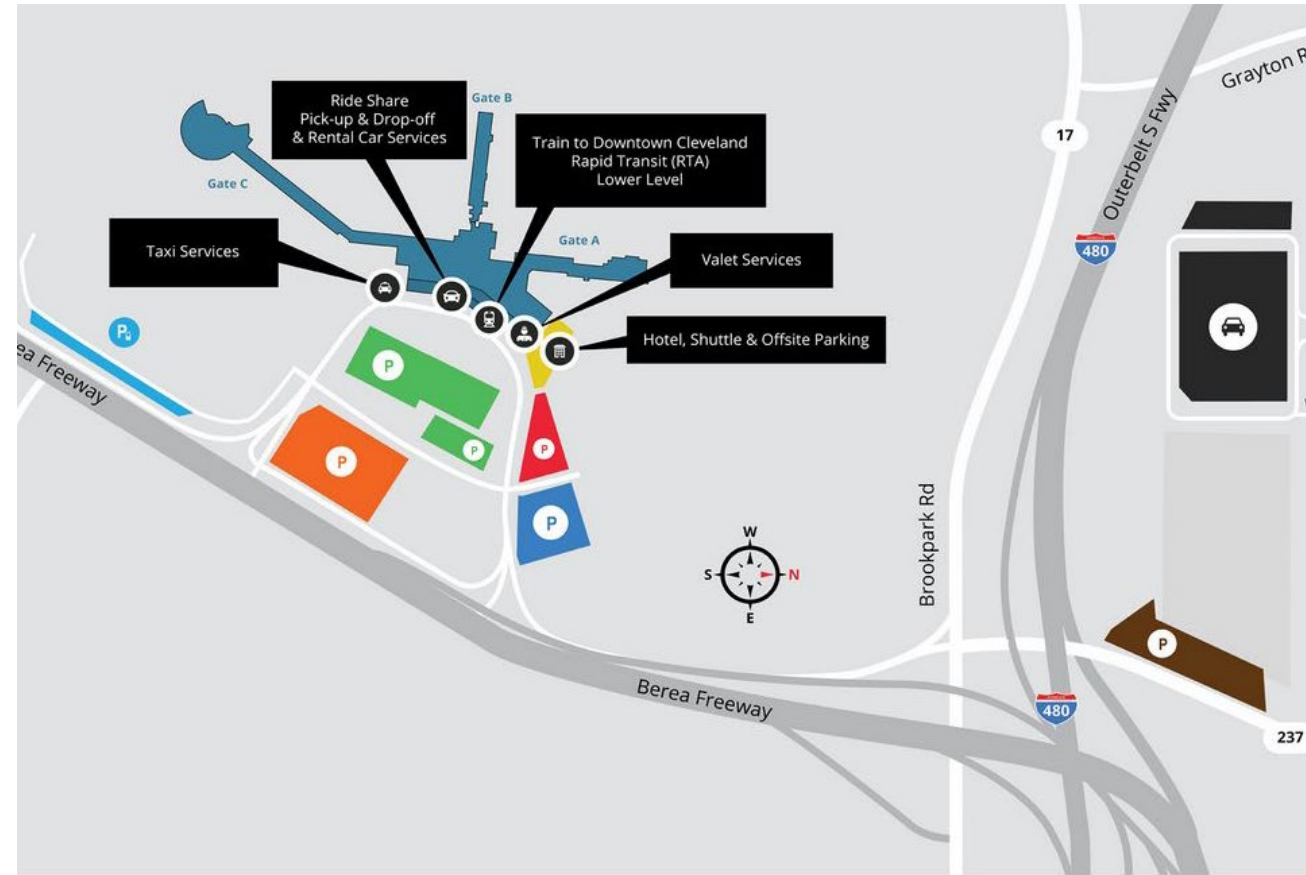 Grayton R
Ride Share
Pick-up & Drop-off
& Rental Car Services
Gate B
Outerbelt S Fwy
17
Train to Downtown Cleveland
Rapid Transit (RTA)
Lower Level
Gate C
Gate A
Taxi Services
480
Valet Services
P
Hotel, Shuttle & Offsite Parking
ea Freeway
P
P
P
P
Brookpark Rd
P
W
S
N
E
P
Berea Freeway
480
237